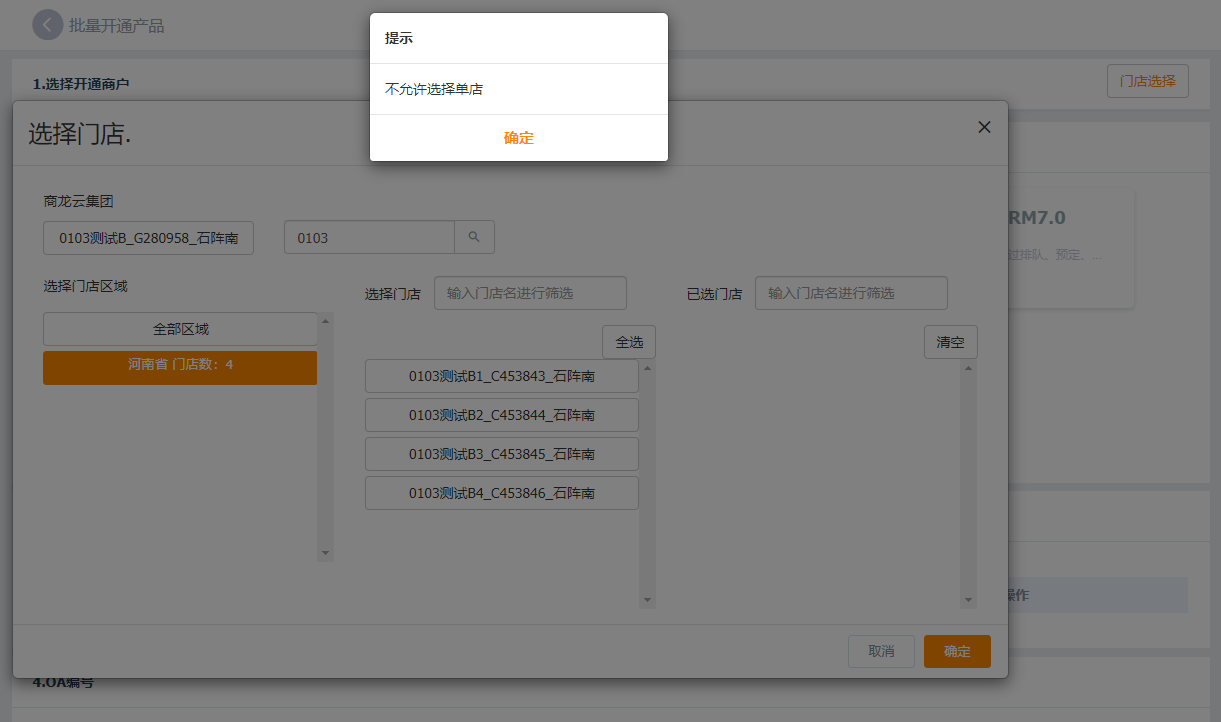 批量开通产品
提示
不允许选择单店
确定
1.选择开通商户
门店选择
选择门店.
商龙云集团
0103测试B_G280958_石阵南
0103
RM7.0
过排队、预定、...
选择门店区域
选择门店
输入门店名进行筛选
已选门店
输入门店名进行筛选
全部区域
全选
清空
河南省 门店数：4
0103测试B1_C453843_石阵南
0103测试B2_C453844_石阵南
0103测试B3_C453845_石阵南
0103测试B4_C453846_石阵南
操作
取消
确定
4.OA编号